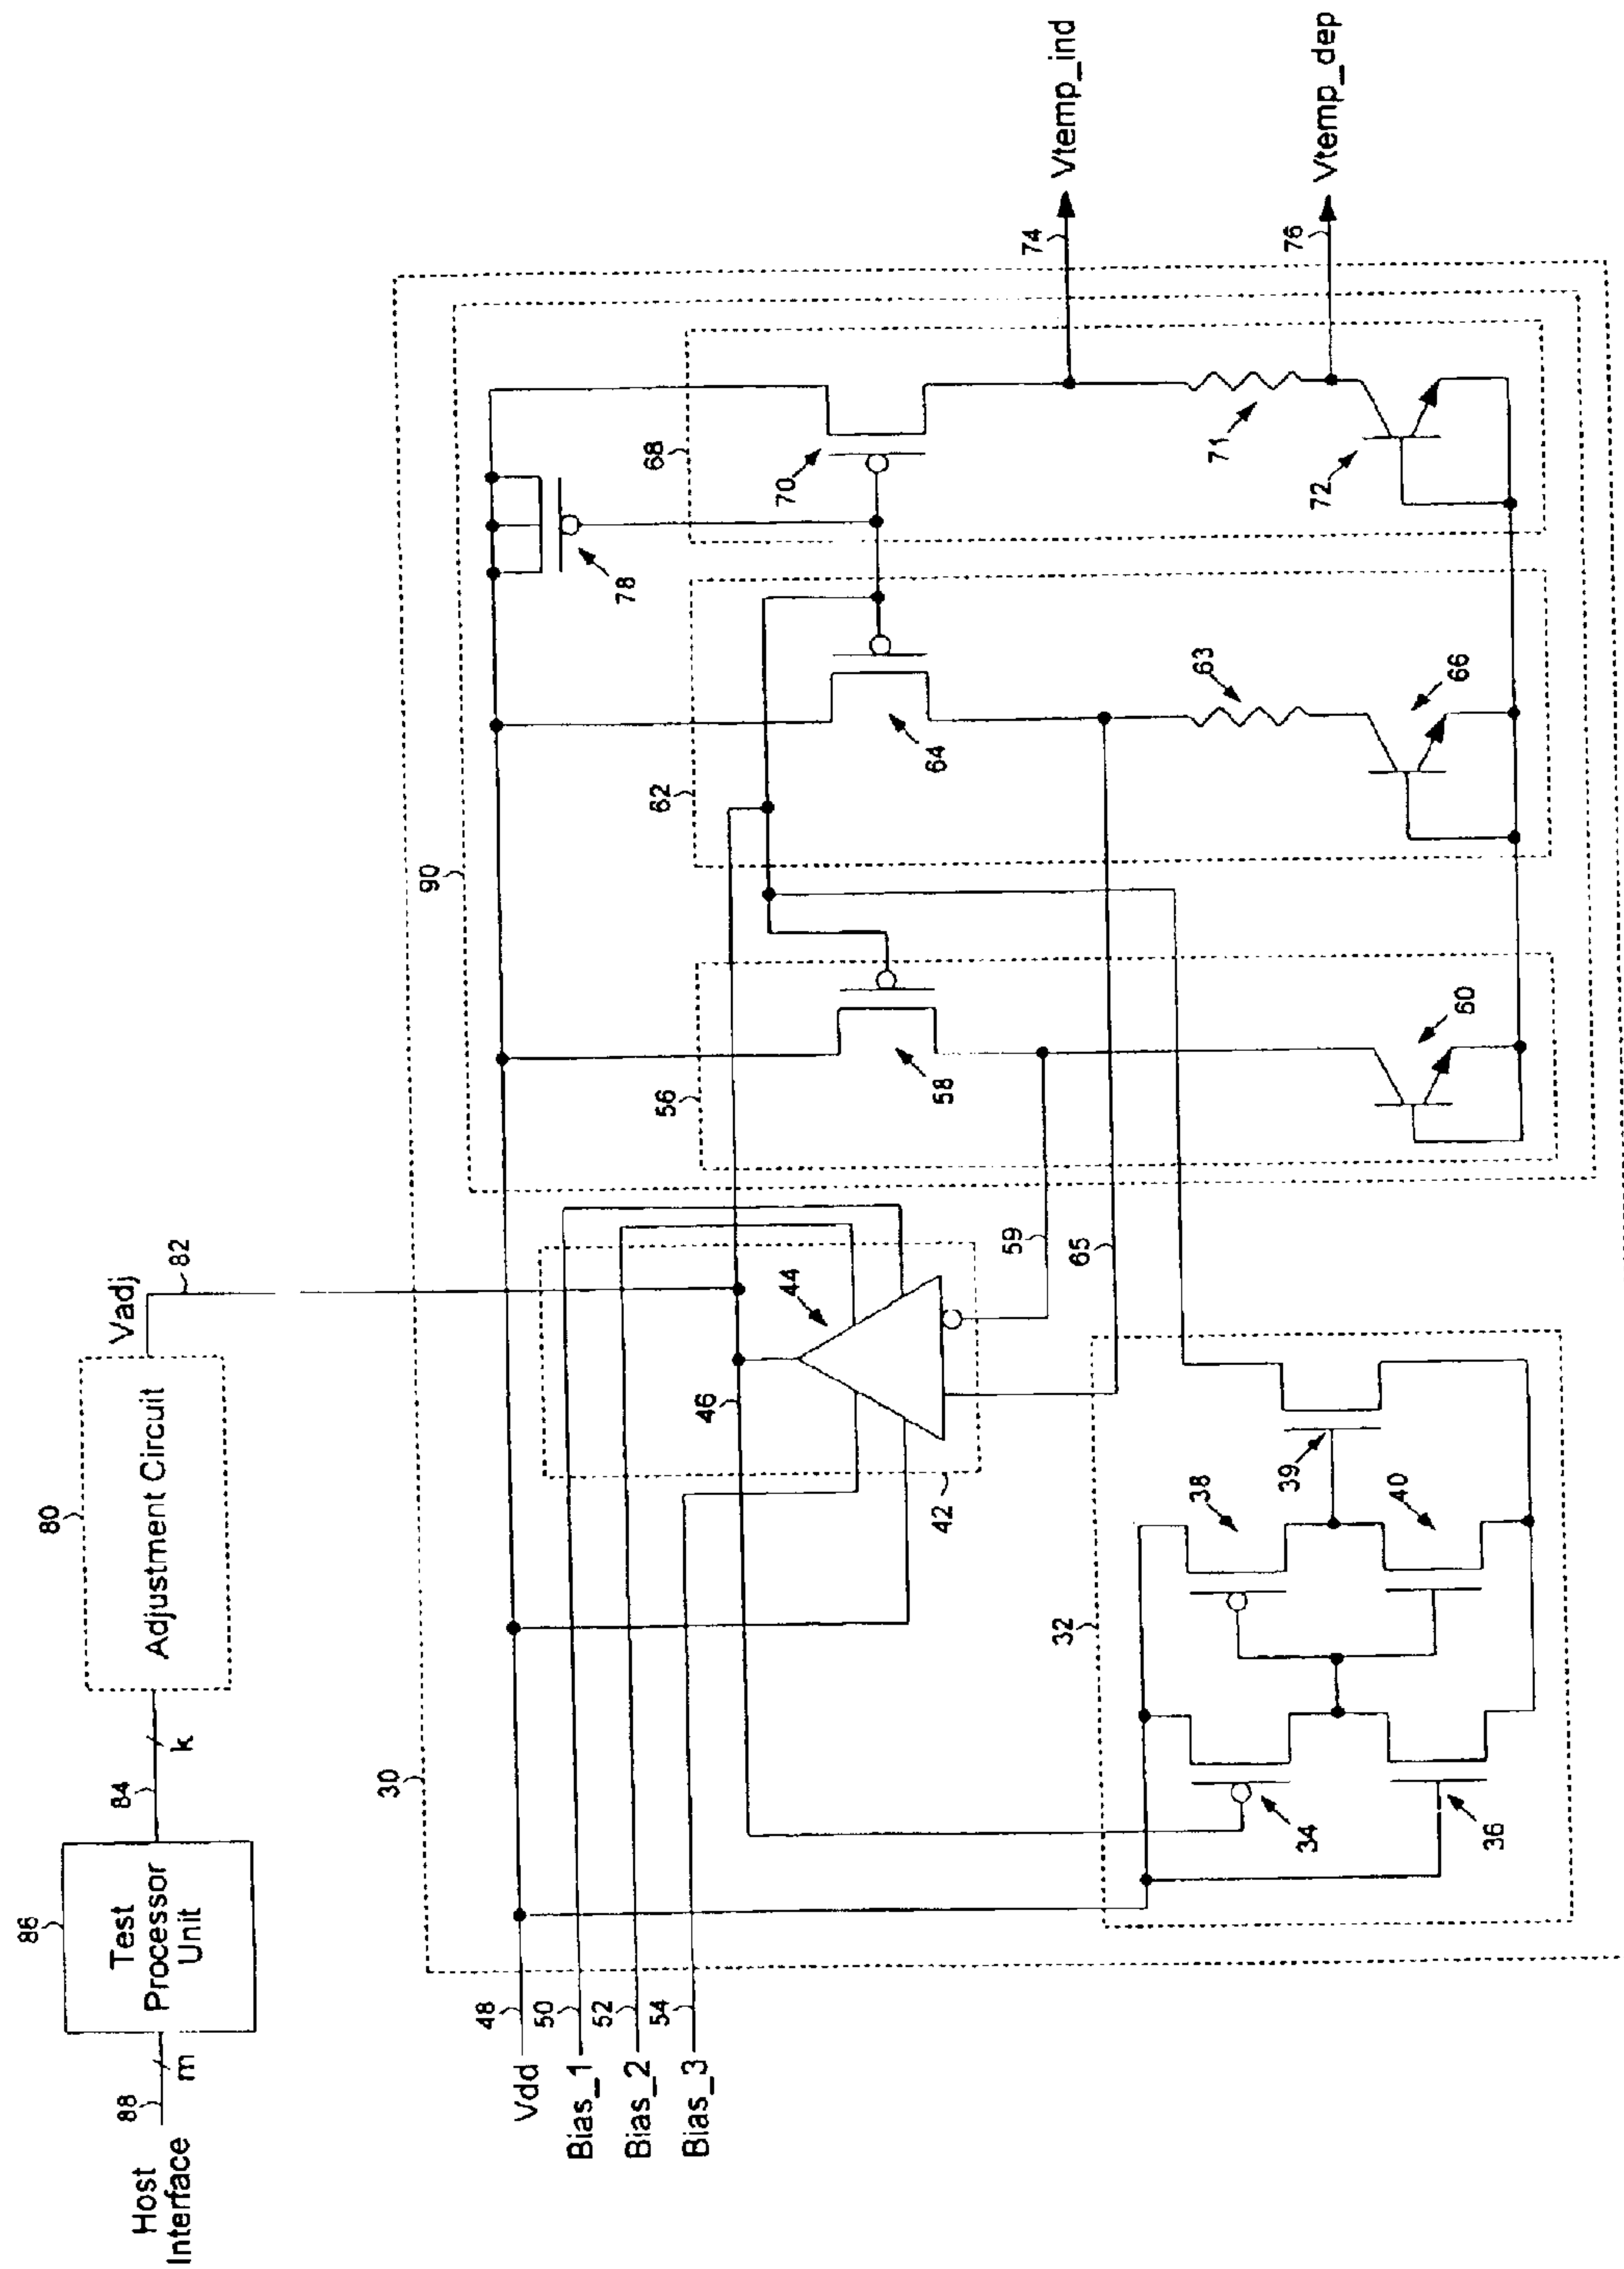 Host
Interface
88
m
86
Test
Processor
Unit
84
k
80
Adjustment Circuit
Vadj
82
30
90
Vdd
48
Bias_1
50
Bias_2
52
Bias_3
54
46
44
42
59
65
56
58
60
62
64
63
66
68
70
71
72
78
74
Vtemp_ind
76
Vtemp_dep
32
34
36
38
39
40